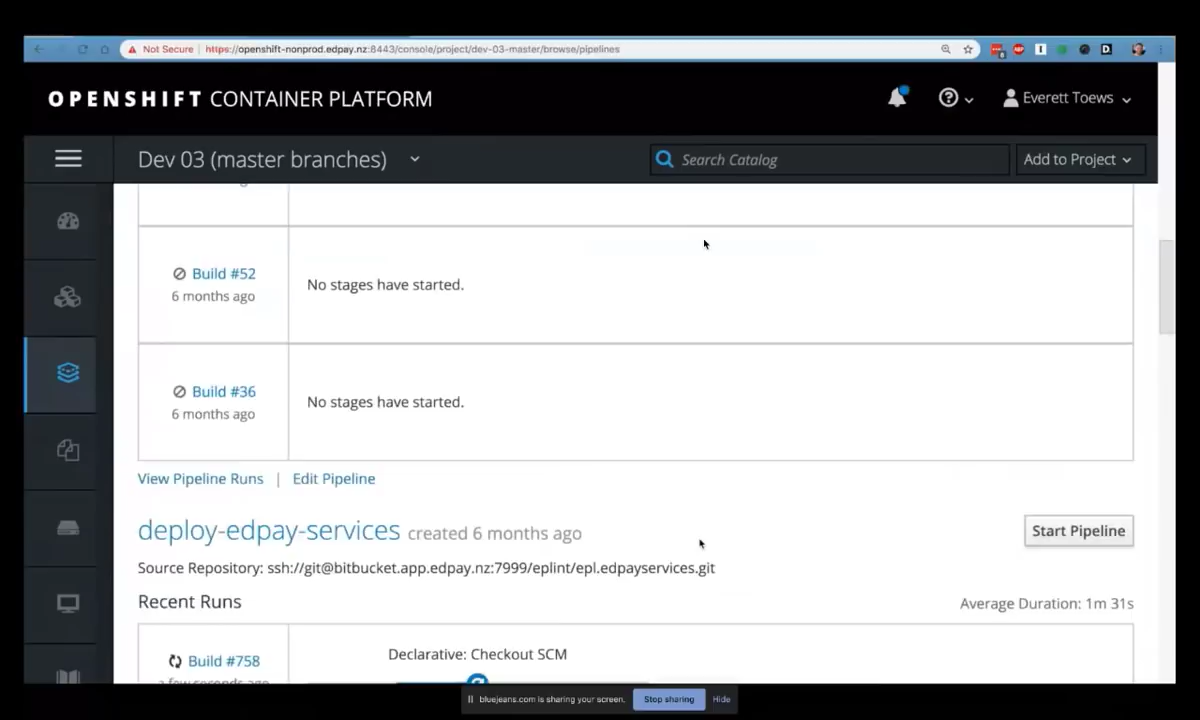 Not Secure | https://openshift-nonprod.edpay.nz:8443/console/project/dev-03-master/browse/pipelines
OPENSHIFT CONTAINER PLATFORM
Everett Toews
Dev 03 (master branches)
Search Catalog
Add to Project
Build #52
6 months ago
No stages have started.
Build #36
6 months ago
No stages have started.
View Pipeline Runs | Edit Pipeline
deploy-edpay-services created 6 months ago
Start Pipeline
Source Repository: ssh://git@bitbucket.app.edpay.nz:7999/eplint/epl.edpayservices.git
Recent Runs
Average Duration: 1m 31s
Declarative: Checkout SCM
Build #758
a few seconds ago
bluejeans.com is sharing your screen.
Stop sharing
Hide